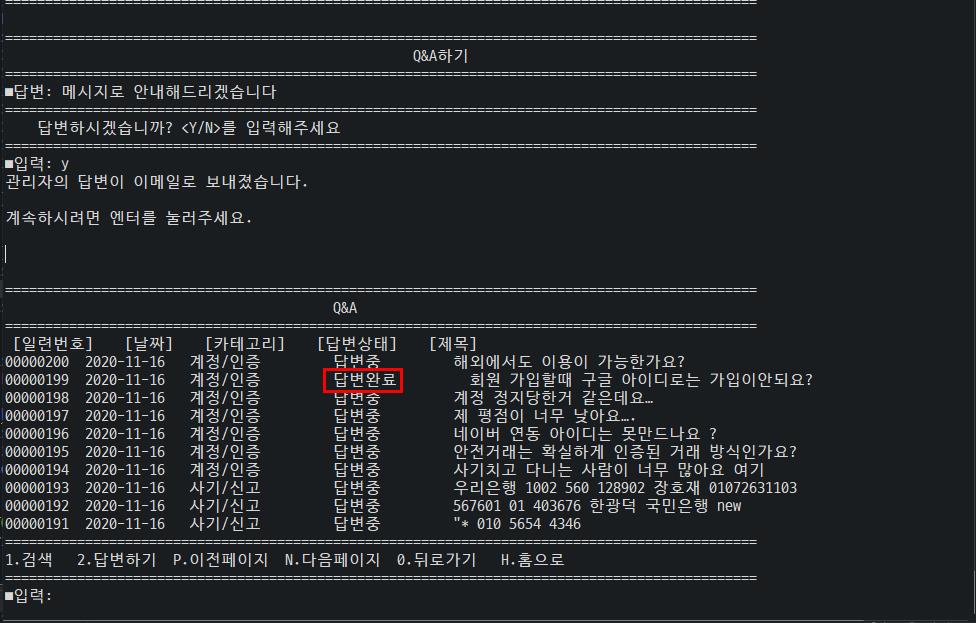 Q&A하기
■답변: 메시지로 안내해드리겠습니다
답변하시겠습니까? <Y/N>를 입력해주세요
■입력: y
관리자의 답변이 이메일로 보내졌습니다.
계속하시려면 엔터를 눌러주세요.
Q&A
[일련번호] [날짜] [카테고리] [답변상태] [제목]
00000200 2020-11-16 계정/인증 답변중 해외에서도 이용이 가능한가요?
00000199 2020-11-16 계정/인증 답변완료 회원 가입할때 구글 아이디로는 가입이안되요?
00000198 2020-11-16 계정/인증 답변중 계정 정지당한거 같은데요…
00000197 2020-11-16 계정/인증 답변중 제 평점이 너무 낮아요….
00000196 2020-11-16 계정/인증 답변중 네이버 연동 아이디는 못만드나요 ?
00000195 2020-11-16 계정/인증 답변중 안전거래는 확실하게 인증된 거래 방식인가요?
00000194 2020-11-16 계정/인증 답변중 사기치고 다니는 사람이 너무 많아요 여기
00000193 2020-11-16 사기/신고 답변중 우리은행 1002 560 128902 장호재 01072631103
00000192 2020-11-16 사기/신고 답변중 567601 01 403676 한광덕 국민은행 new
00000191 2020-11-16 사기/신고 답변중 "* 010 5654 4346
1.검색 2.답변하기 P.이전페이지 N.다음페이지 0.뒤로가기 H.홈으로
■입력: